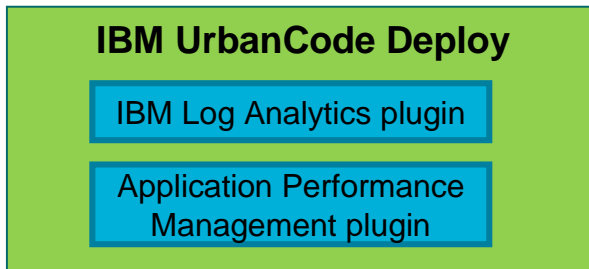 IBM UrbanCode Deploy
IBM Log Analytics plugin
Application Performance
Management plugin